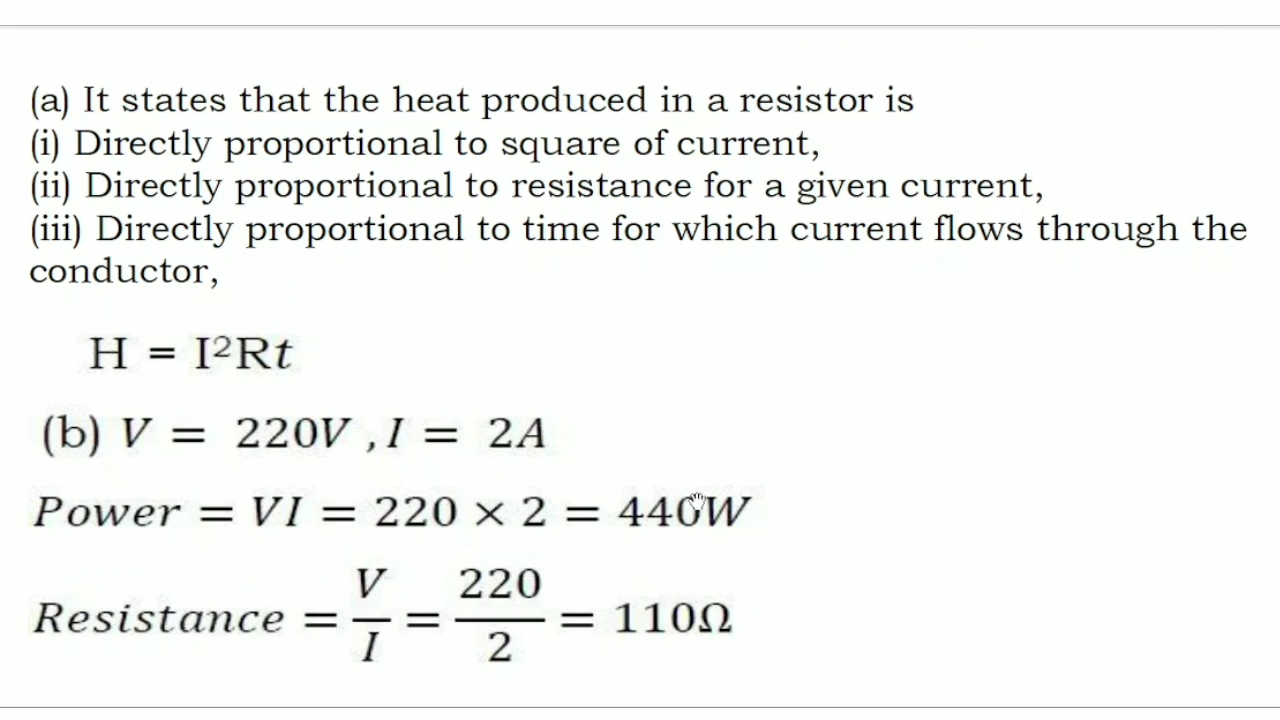 (a) It states that the heat produced in a resistor is
(i) Directly proportional to square of current,
(ii) Directly proportional to resistance for a given current,
(iii) Directly proportional to time for which current flows through the
conductor,
H = I²Rt
(b) V = 220V , I = 2A
Power = VI = 220 × 2 = 440W
Resistance = V/I = 220/2 = 110Ω